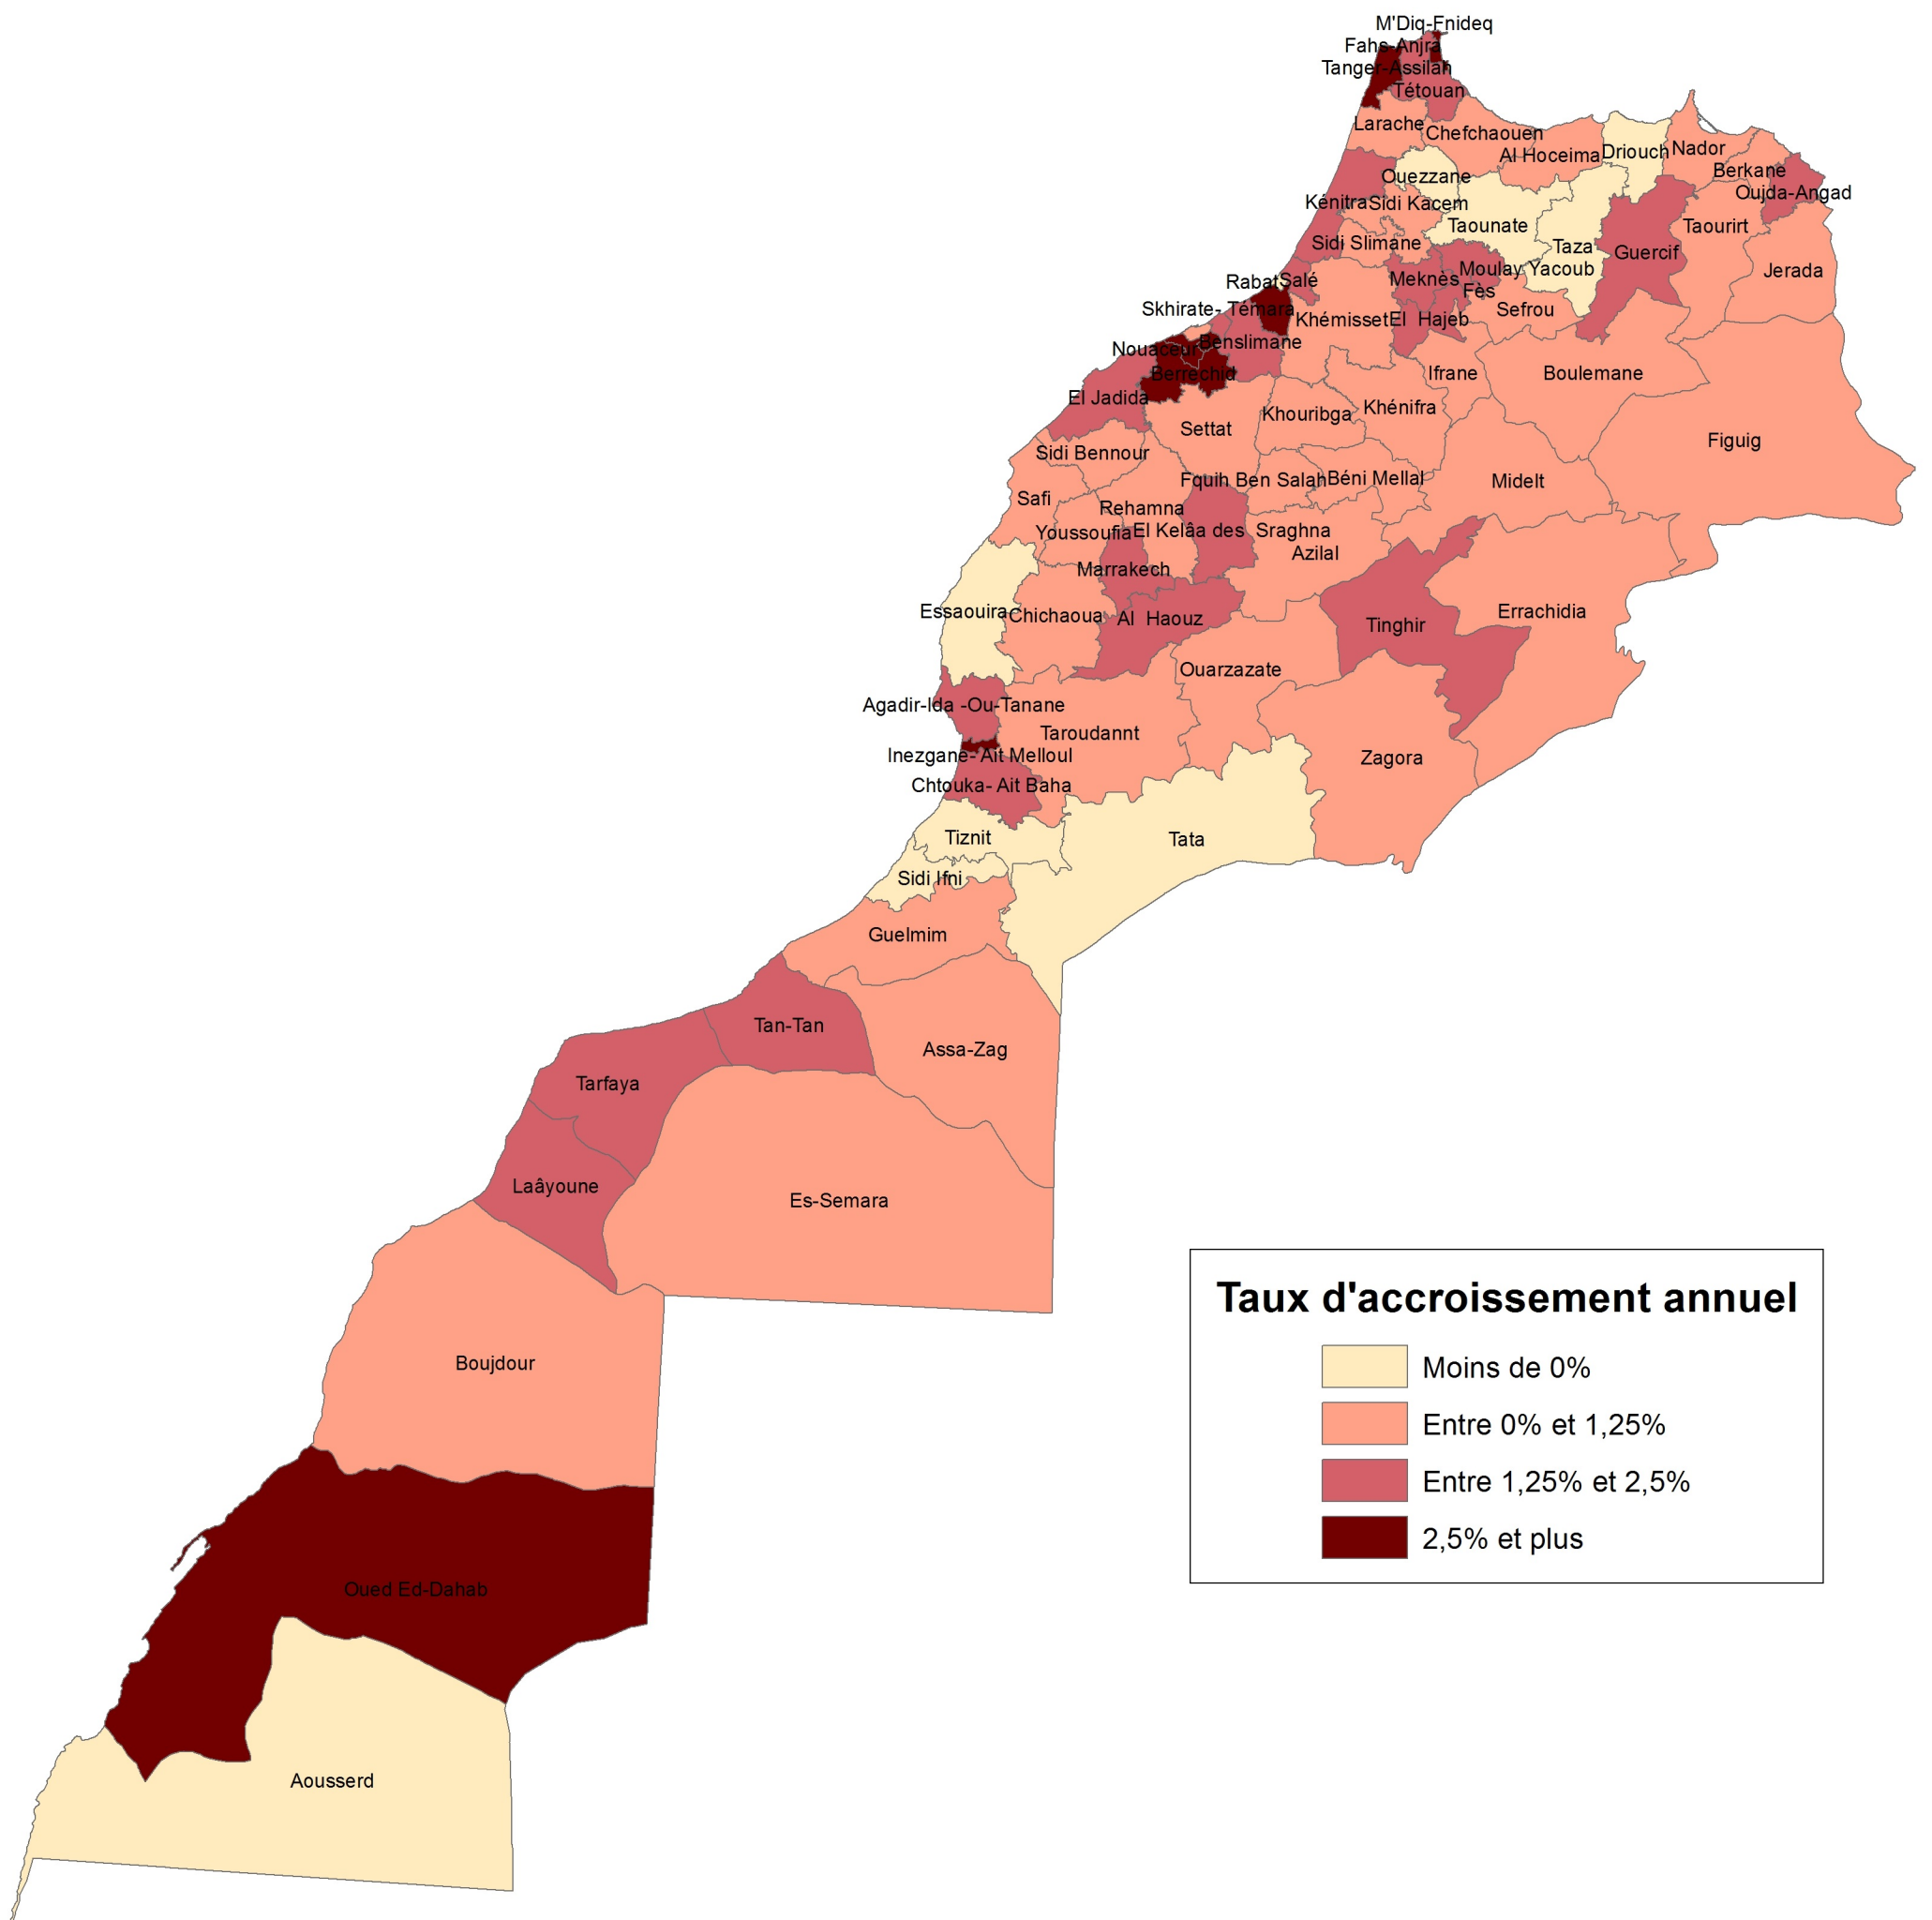 M'Diq-Fnideq
Fahs-Anjra
Tanger-Assilah
Tétouan
Larache
Chefchaouen
Al Hoceima
Driouch
Nador
Berkane
Oujda-Angad
Ouezzane
Kénitra
Sidi Kacem
Taounate
Taourirt
Sidi Slimane
Taza
Guercif
Jerada
Meknès
Moulay Yacoub
Rabat
Salé
Fès
Skhirate- Témara
Khémisset
El Hajeb
Sefrou
Nouaceur
Benslimane
Berrechid
Ifrane
Boulemane
El Jadida
Khouribga
Khénifra
Settat
Figuig
Sidi Bennour
Fquih Ben Salah
Béni Mellal
Midelt
Safi
Rehamna
Youssoufia
El Kelâa des Sraghna
Azilal
Marrakech
Essaouira
Chichaoua
Al Haouz
Tinghir
Errachidia
Ouarzazate
Agadir-Ida -Ou-Tanane
Taroudannt
Inezgane- Ait Melloul
Zagora
Chtouka- Ait Baha
Tiznit
Tata
Sidi Ifni
Guelmim
Tan-Tan
Assa-Zag
Tarfaya
Laâyoune
Es-Semara
Boujdour
Oued Ed-Dahab
Aousserd
Taux d'accroissement annuel
Moins de 0%
Entre 0% et 1,25%
Entre 1,25% et 2,5%
2,5% et plus